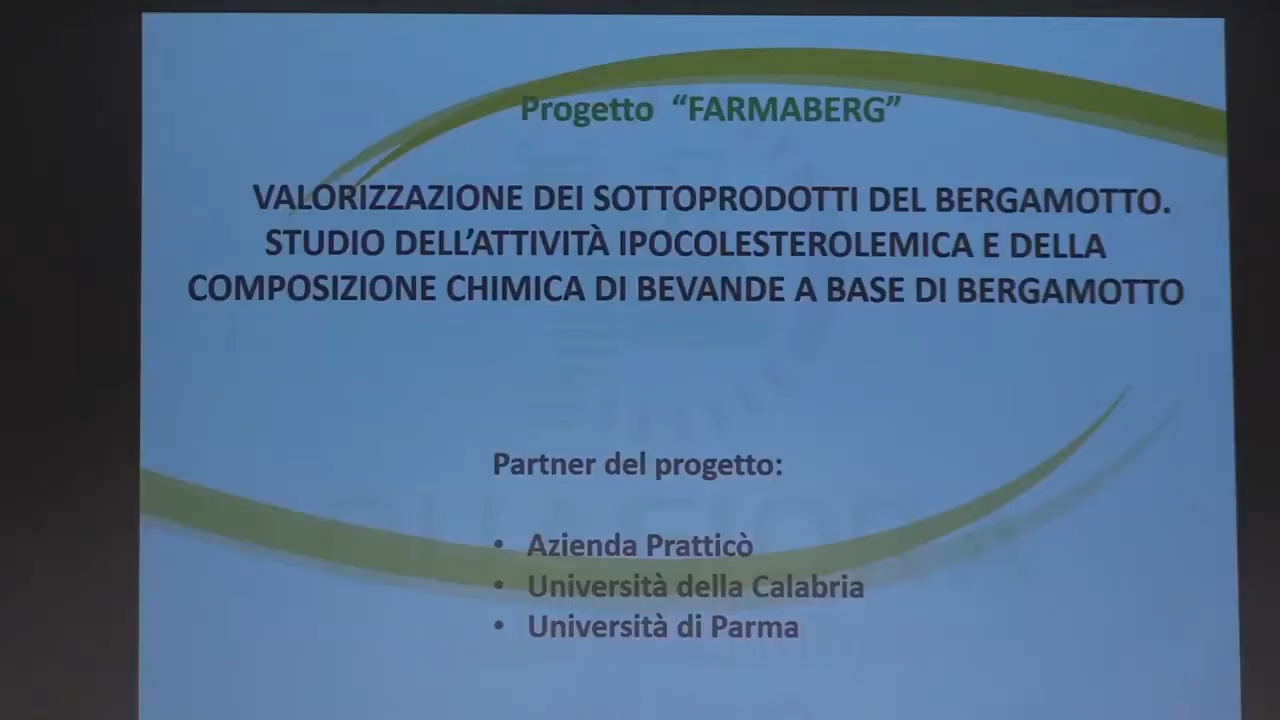 Progetto “FARMABERG”
VALORIZZAZIONE DEI SOTTOPRODOTTI DEL BERGAMOTTO.
STUDIO DELL’ATTIVITÀ IPOCOLESTEROLEMICA E DELLA
COMPOSIZIONE CHIMICA DI BEVANDE A BASE DI BERGAMOTTO
Partner del progetto:
• Azienda Pratticò
• Università della Calabria
• Università di Parma